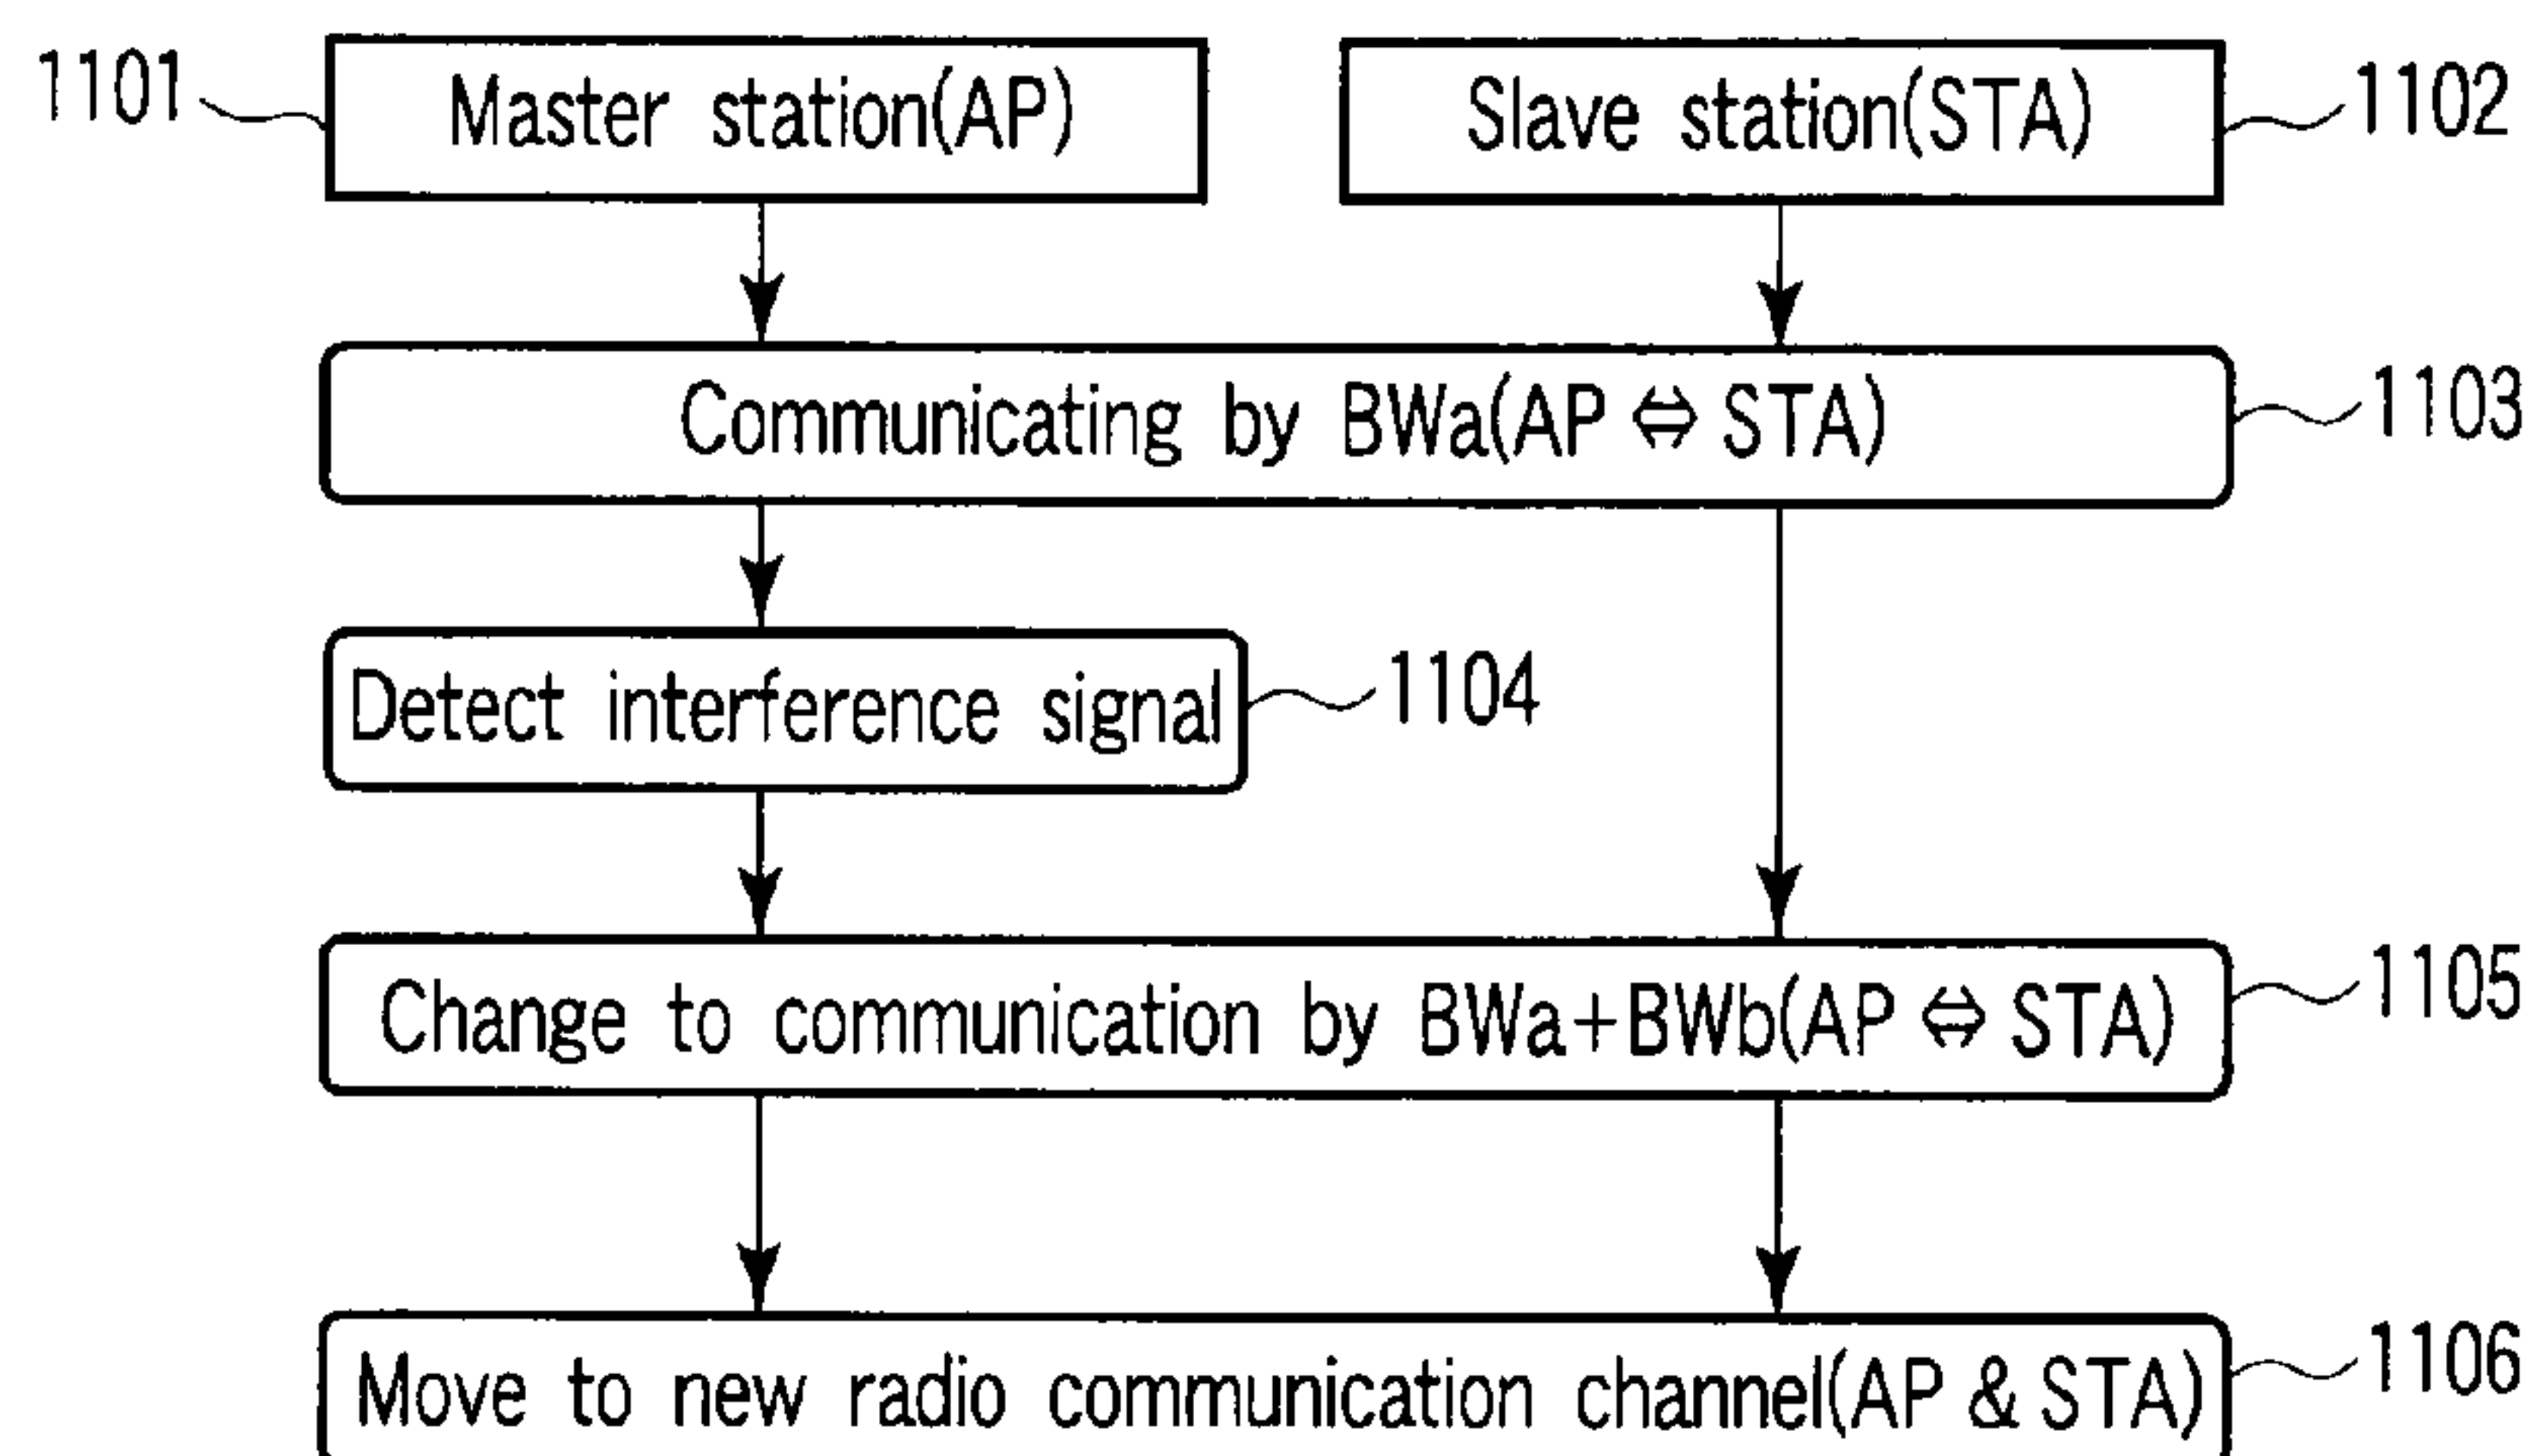 1101
Master station(AP)
Slave station(STA)
1102
Communicating by BWa(AP ⇔ STA)
1103
Detect interference signal
1104
Change to communication by BWa+BWb(AP ⇔ STA)
1105
Move to new radio communication channel(AP & STA)
1106